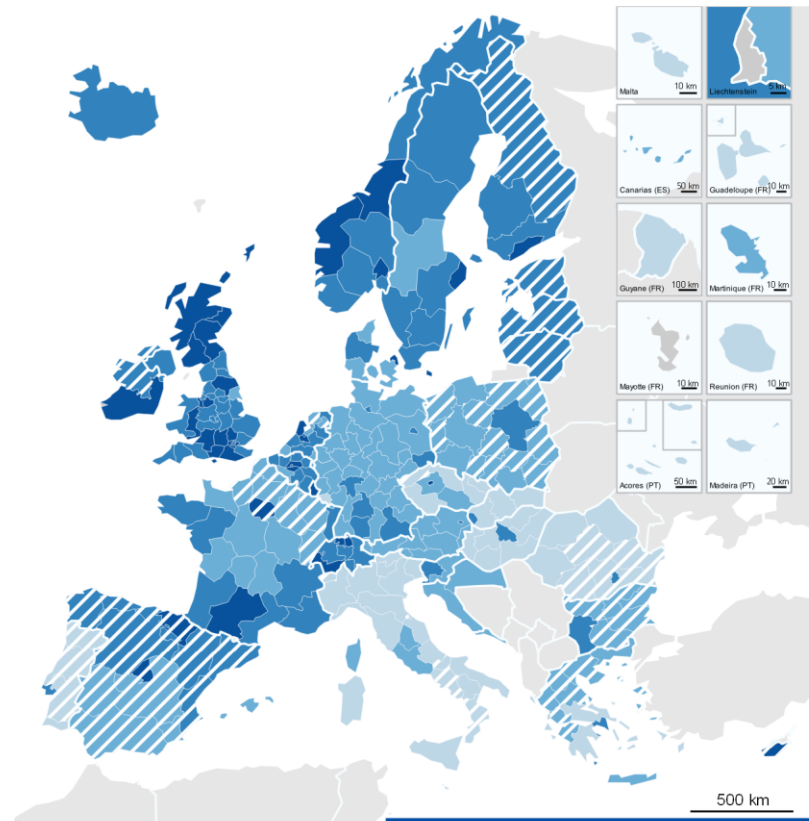 Malta
10 km
Liechtenstein
5 km
Canarias (ES)
50 km
Guadeloupe (FR)
10 km
Guyane (FR)
100 km
Martinique (FR)
10 km
Mayotte (FR)
10 km
Reunion (FR)
10 km
Acores (PT)
50 km
Madeira (PT)
20 km
500 km